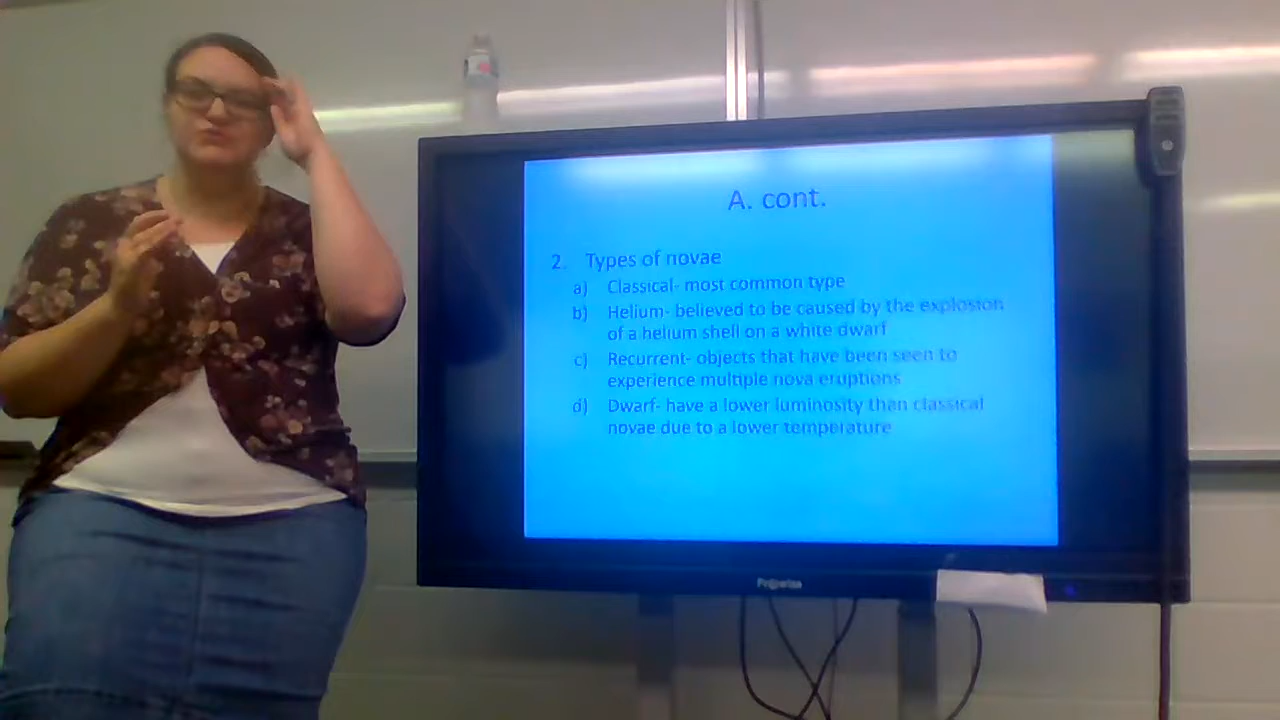 A. cont.
2. Types of novae
a) Classical- most common type
b) Helium- believed to be caused by the explosion
of a helium shell on a white dwarf
c) Recurrent- objects that have been seen to
experience multiple nova eruptions
d) Dwarf- have a lower luminosity than classical
novae due to a lower temperature